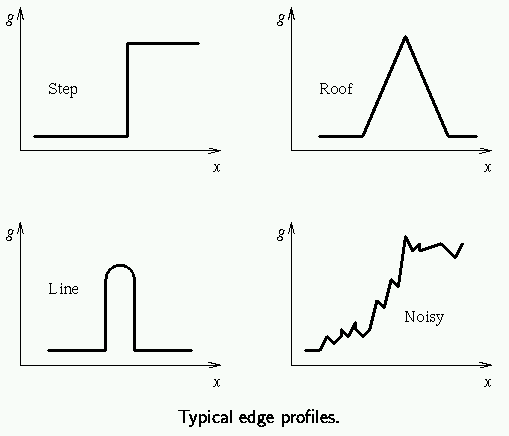 g
Step
x
g
Roof
x
g
Line
x
g
Noisy
x
Typical edge profiles.